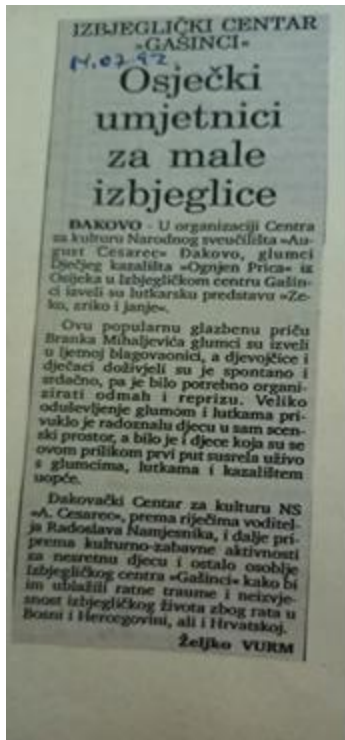 IZBJEGLIČKI CENTAR
»GAŠINCI«
14.07.92
Osječki
umjetnici
za male
izbjeglice
ĐAKOVO - U organizaciji Centra
za kulturu Narodnog sveučilišta »Au-
gust Cesarec« Đakovo, glumci
Dječjeg kazališta »Ognjen Prica« iz
Osijeka u Izbjegličkom centru Gašin-
ci izveli su lutkarsku predstavu »Ze-
ko, zriko i janje«.
Ovu popularnu glazbenu priču
Branka Mihaljevića glumci su izveli
u ljetnoj blagovaonici, a djevojčice i
dječaci doživjeli su je spontano i
srdačno, pa je bilo potrebno organi-
zirati odmah i reprizu. Veliko
oduševljenje glumom i lutkama pri-
vuklo je radoznalu djecu u sam scen-
ski prostor, a bilo je i djece koja su se
ovom prilikom prvi put susrela uživo
s glumcima, lutkama i kazalištem
uopće.
Đakovački Centar za kulturu NS
»A. Cesarec«, prema riječima voditel-
ja Radoslava Namjesnika, i dalje pri-
prema kulturno-zabavne aktivnosti
za nesretnu djecu i ostalo osoblje
Izbjegličkog centra »Gašinci« kako bi
im ublažili ratne traume i neizvje-
snost izbjegličkog života zbog rata u
Bosni i Hercegovini, ali i Hrvatskoj.
Željko VURM